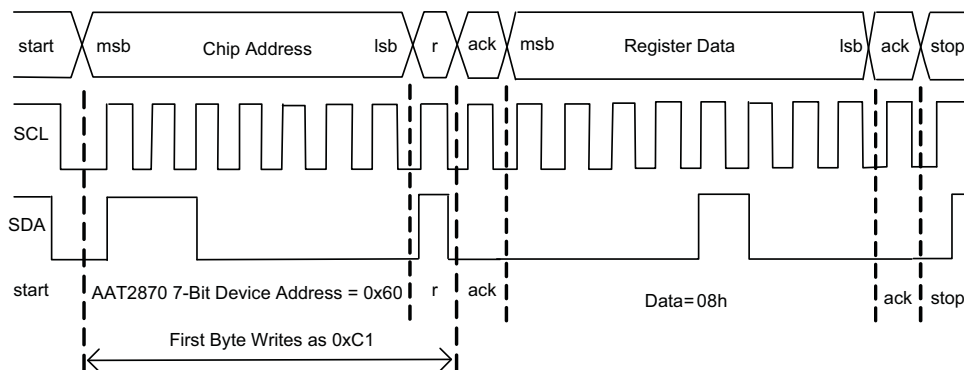 start msb Chip Address lsb r ack msb Register Data lsb ack stop
SCL
SDA
start AAT2870 7-Bit Device Address = 0x60 r ack Data=08h ack stop
First Byte Writes as 0xC1